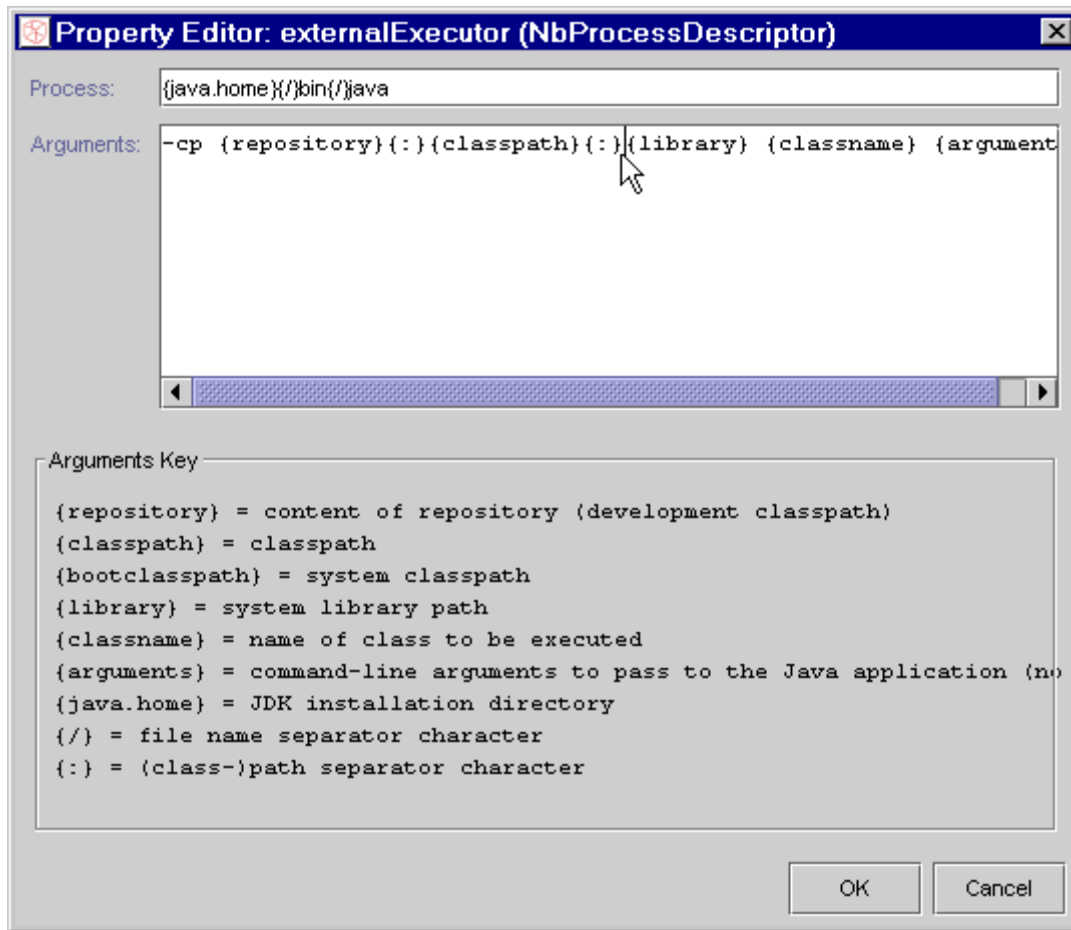 Property Editor: externalExecutor (NbProcessDescriptor)
Process: {java.home}{/}bin{/}java
Arguments: -cp {repository}{:}{classpath}{:}{library} {classname} {argument
Arguments Key
{repository} = content of repository (development classpath)
{classpath} = classpath
{bootclasspath} = system classpath
{library} = system library path
{classname} = name of class to be executed
{arguments} = command-line arguments to pass to the Java application (no
{java.home} = JDK installation directory
{/} = file name separator character
{:} = (class-)path separator character
OK Cancel